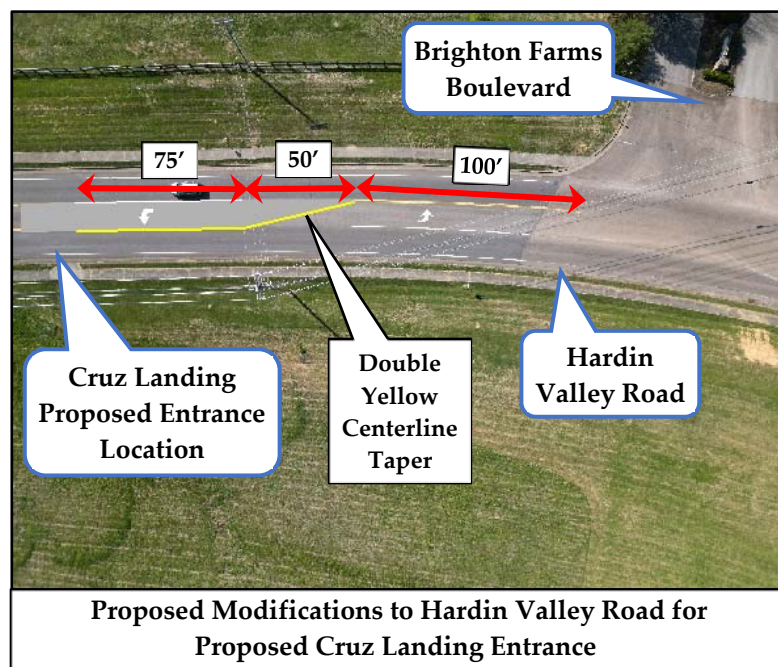 Brighton Farms
Boulevard
75′
50′
100′
Cruz Landing
Proposed Entrance
Location
Double
Yellow
Centerline
Taper
Hardin
Valley Road
Proposed Modifications to Hardin Valley Road for
Proposed Cruz Landing Entrance